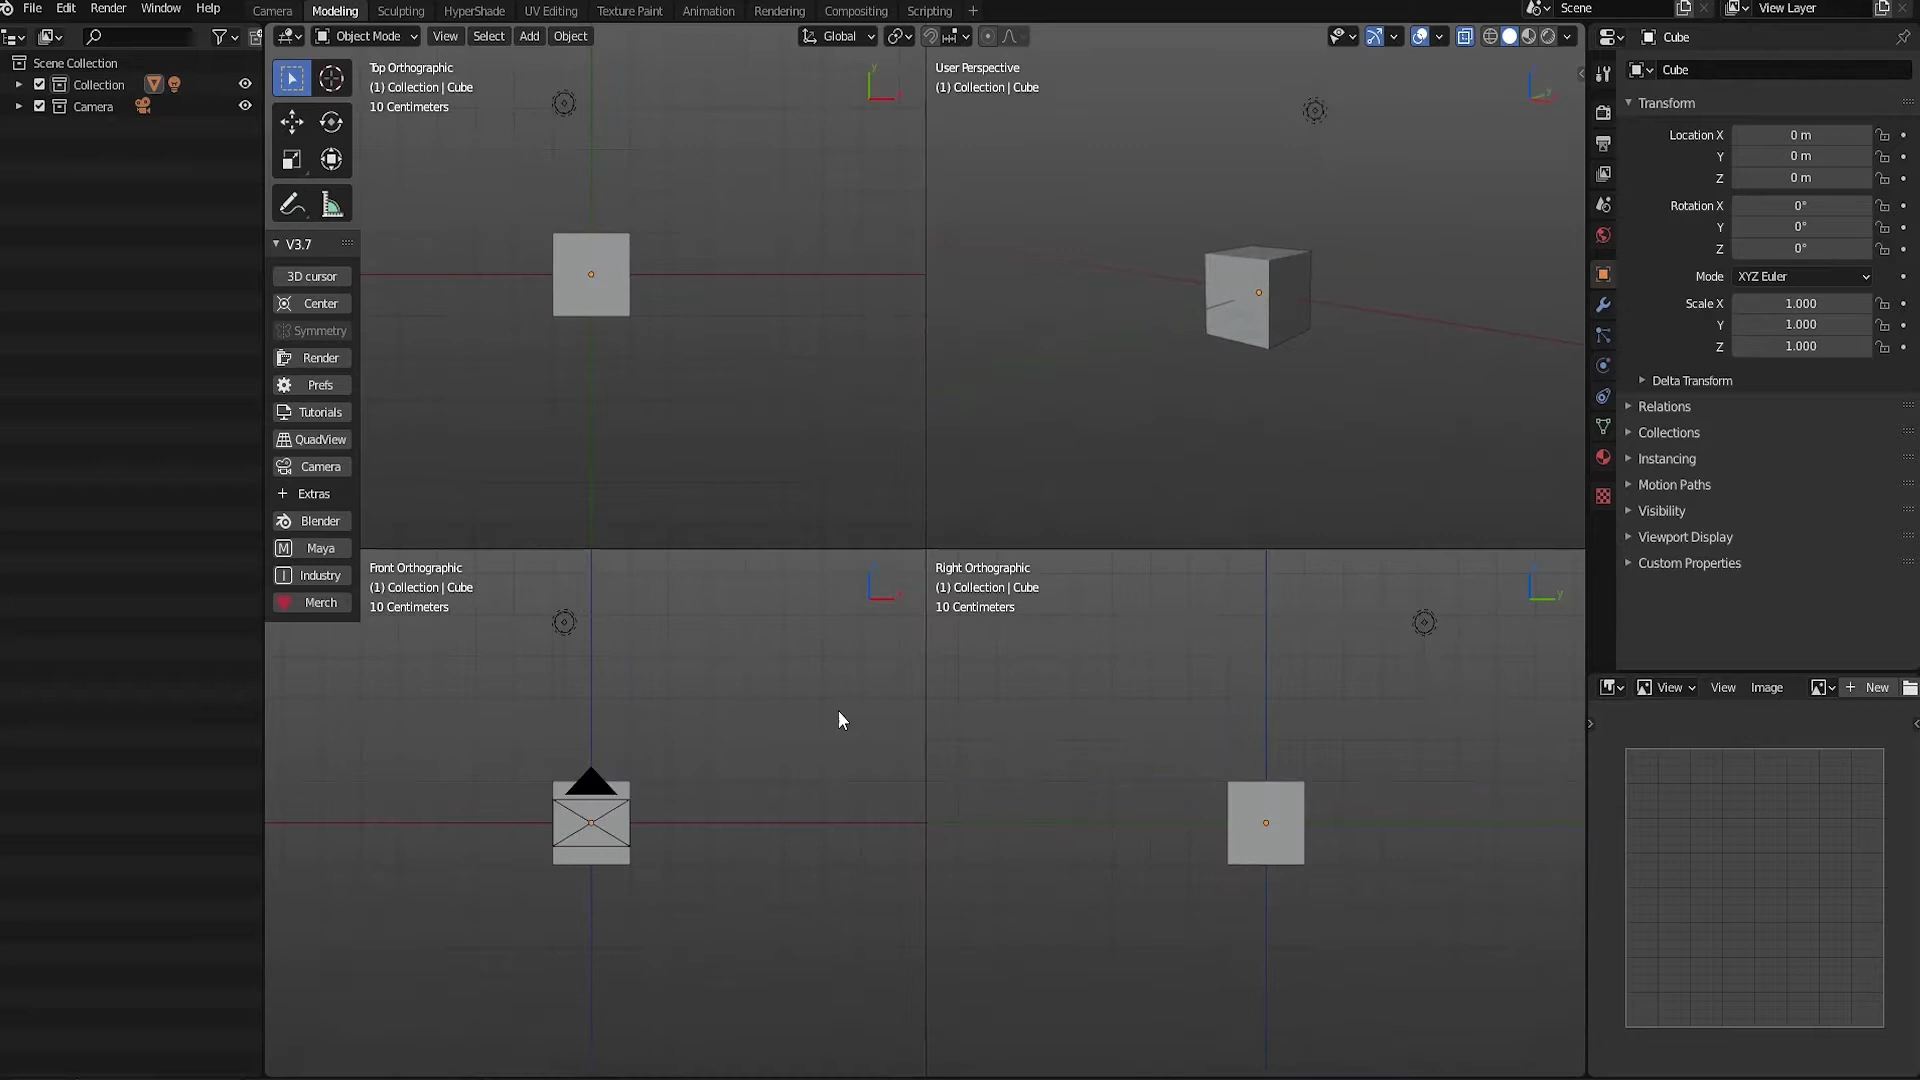 File Edit Render Window Help
Camera Modeling Sculpting HyperShade UV Editing Texture Paint Animation Rendering Compositing Scripting +
Scene
View Layer
Object Mode View Select Add Object
Global
Scene Collection
Collection
Camera
V3.7
3D cursor
Center
Symmetry
Render
Prefs
Tutorials
QuadView
Camera
+ Extras
Blender
M Maya
I Industry
Merch
Top Orthographic
(1) Collection | Cube
10 Centimeters
User Perspective
(1) Collection | Cube
Front Orthographic
(1) Collection | Cube
10 Centimeters
Right Orthographic
(1) Collection | Cube
10 Centimeters
Cube
Cube
Transform
Location X 0 m
Y 0 m
Z 0 m
Rotation X 0°
Y 0°
Z 0°
Mode XYZ Euler
Scale X 1.000
Y 1.000
Z 1.000
Delta Transform
Relations
Collections
Instancing
Motion Paths
Visibility
Viewport Display
Custom Properties
View View Image + New